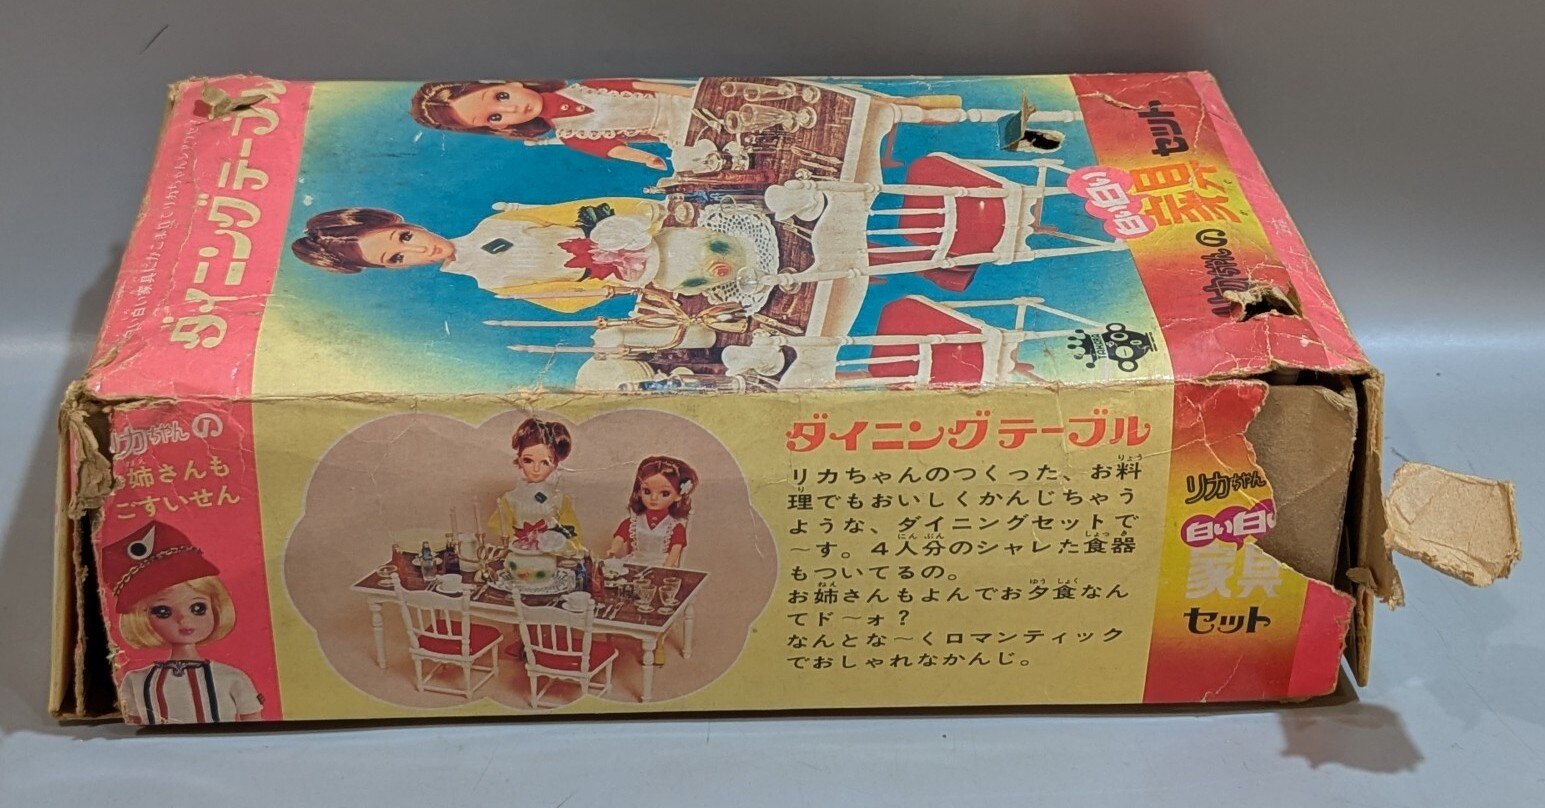 ダイニングテーブル
リカちゃんの
白い白い
家具
セット
TAKARA
リカちゃんの
お姉さんも
ごすいせん
ダイニングテーブル
リカちゃんのつくった、お料
理でもおいしくかんじちゃう
ような、ダイニングセットで
〜す。4人分のシャレた食器
もついてるの。
お姉さんもよんでお夕食なん
てド〜ォ?
なんとな〜くロマンティック
でおしゃれなかんじ。
リカちゃん
白い白い
家具
セット